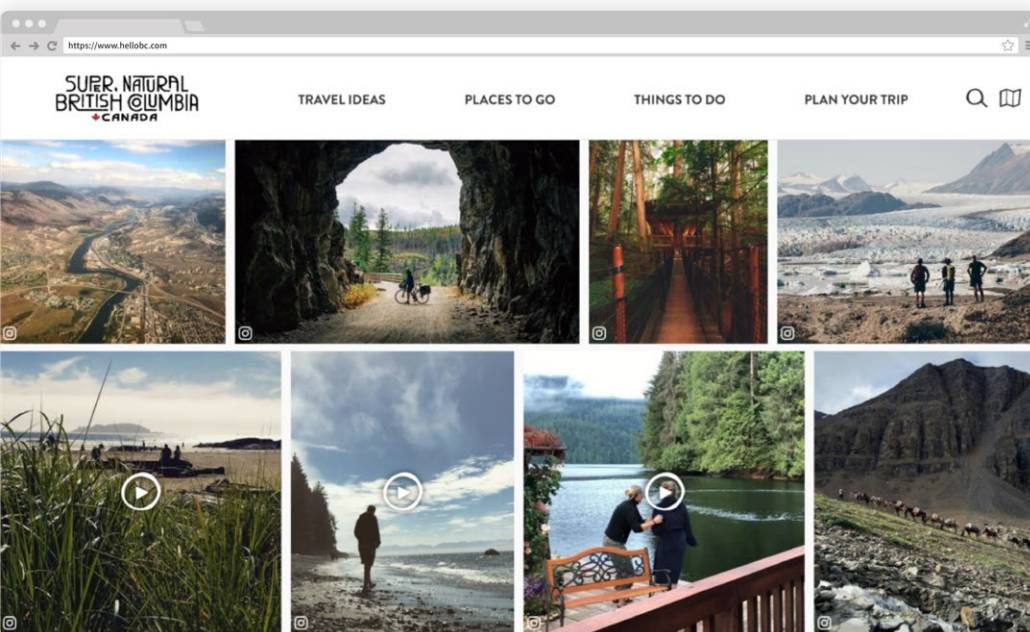 https://www.hellobc.com
SUPER, NATURAL
BRITISH COLUMBIA
CANADA
TRAVEL IDEAS
PLACES TO GO
THINGS TO DO
PLAN YOUR TRIP